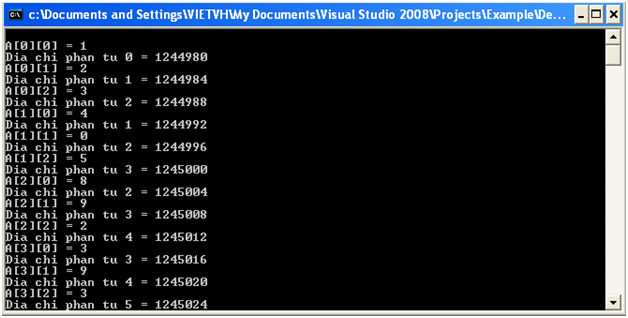 c:\Documents and Settings\VIETVH\My Documents\Visual Studio 2008\Projects\Example\De...
A[0][0] = 1
Dia chi phan tu 0 = 1244980
A[0][1] = 2
Dia chi phan tu 1 = 1244984
A[0][2] = 3
Dia chi phan tu 2 = 1244988
A[1][0] = 4
Dia chi phan tu 1 = 1244992
A[1][1] = 0
Dia chi phan tu 2 = 1244996
A[1][2] = 5
Dia chi phan tu 3 = 1245000
A[2][0] = 8
Dia chi phan tu 2 = 1245004
A[2][1] = 9
Dia chi phan tu 3 = 1245008
A[2][2] = 2
Dia chi phan tu 4 = 1245012
A[3][0] = 3
Dia chi phan tu 3 = 1245016
A[3][1] = 9
Dia chi phan tu 4 = 1245020
A[3][2] = 3
Dia chi phan tu 5 = 1245024